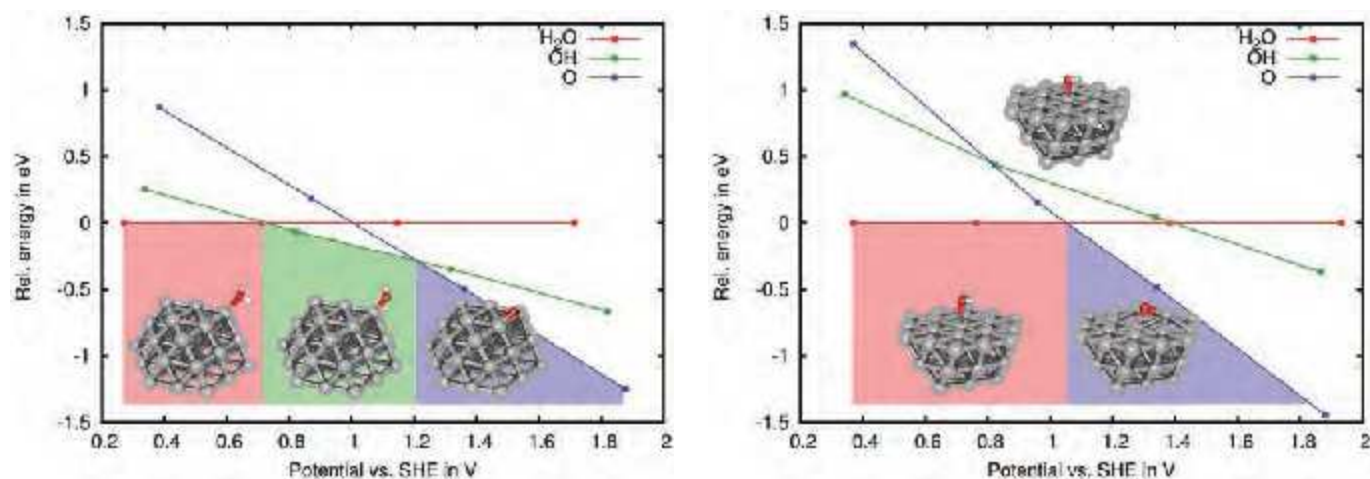 1.5
1
0.5
0
-0.5
-1
-1.5
Rel. energy in eV
0.2 0.4 0.6 0.8 1 1.2 1.4 1.6 1.8 2
Potential vs. SHE in V
H₂O
OH
O
1.5
1
0.5
0
-0.5
-1
-1.5
Rel. energy in eV
0.2 0.4 0.6 0.8 1 1.2 1.4 1.6 1.8 2
Potential vs. SHE in V
H₂O
OH
O